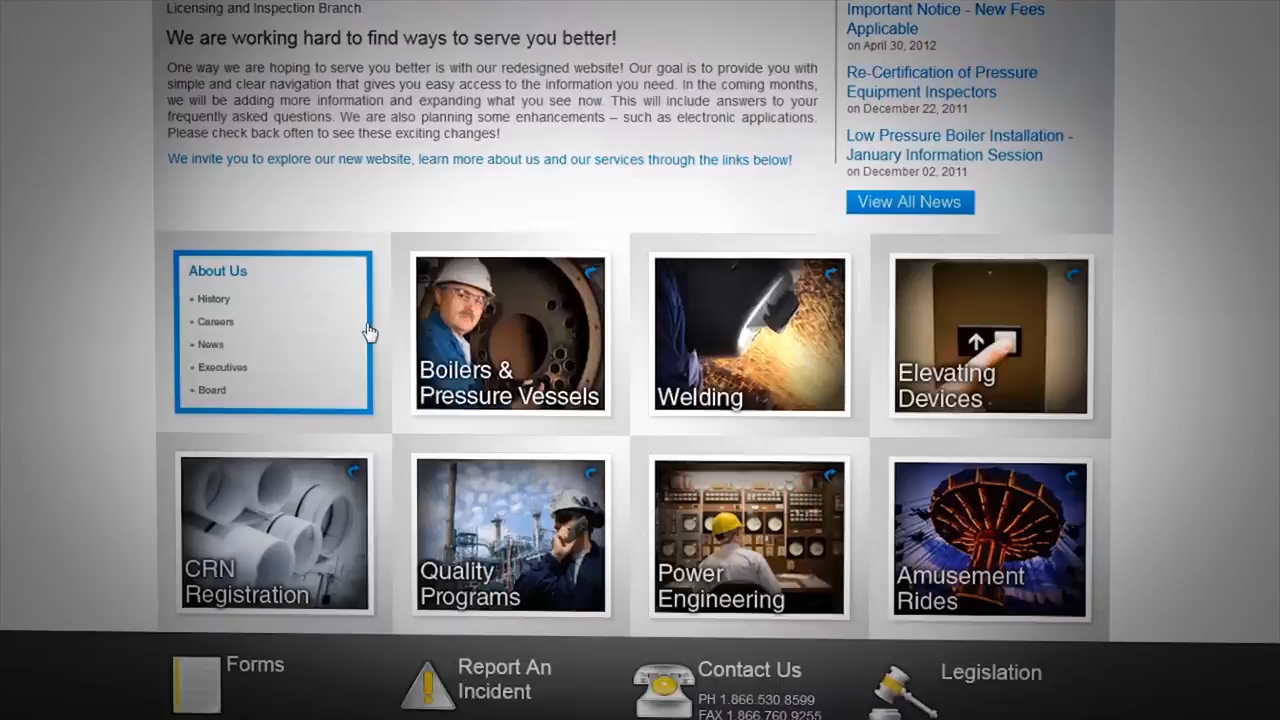 Licensing and Inspection Branch
We are working hard to find ways to serve you better!
One way we are hoping to serve you better is with our redesigned website! Our goal is to provide you with
simple and clear navigation that gives you easy access to the information you need. In the coming months,
we will be adding more information and expanding what you see now. This will include answers to your
frequently asked questions. We are also planning some enhancements – such as electronic applications.
Please check back often to see these exciting changes!
We invite you to explore our new website, learn more about us and our services through the links below!
Important Notice - New Fees
Applicable
on April 30, 2012
Re-Certification of Pressure
Equipment Inspectors
on December 22, 2011
Low Pressure Boiler Installation -
January Information Session
on December 02, 2011
View All News
About Us
» History
» Careers
» News
» Executives
» Board
Boilers &
Pressure Vessels
Welding
Elevating
Devices
CRN
Registration
Quality
Programs
Power
Engineering
Amusement
Rides
Forms
Report An
Incident
Contact Us
PH 1.866.530.8599
FAX 1.866.760.9255
Legislation